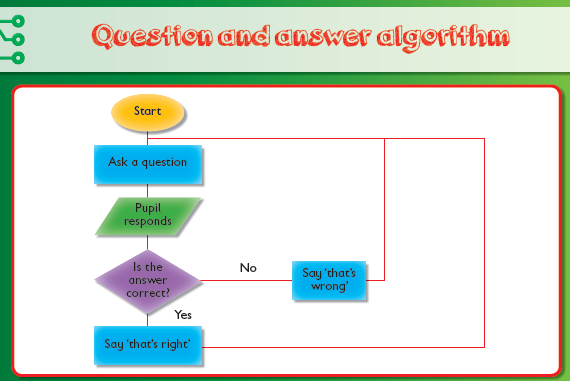 Question and answer algorithm
Start
Ask a question
Pupil
responds
Is the
answer
correct?
No
Say ‘that’s
wrong’
Yes
Say ‘that’s right’